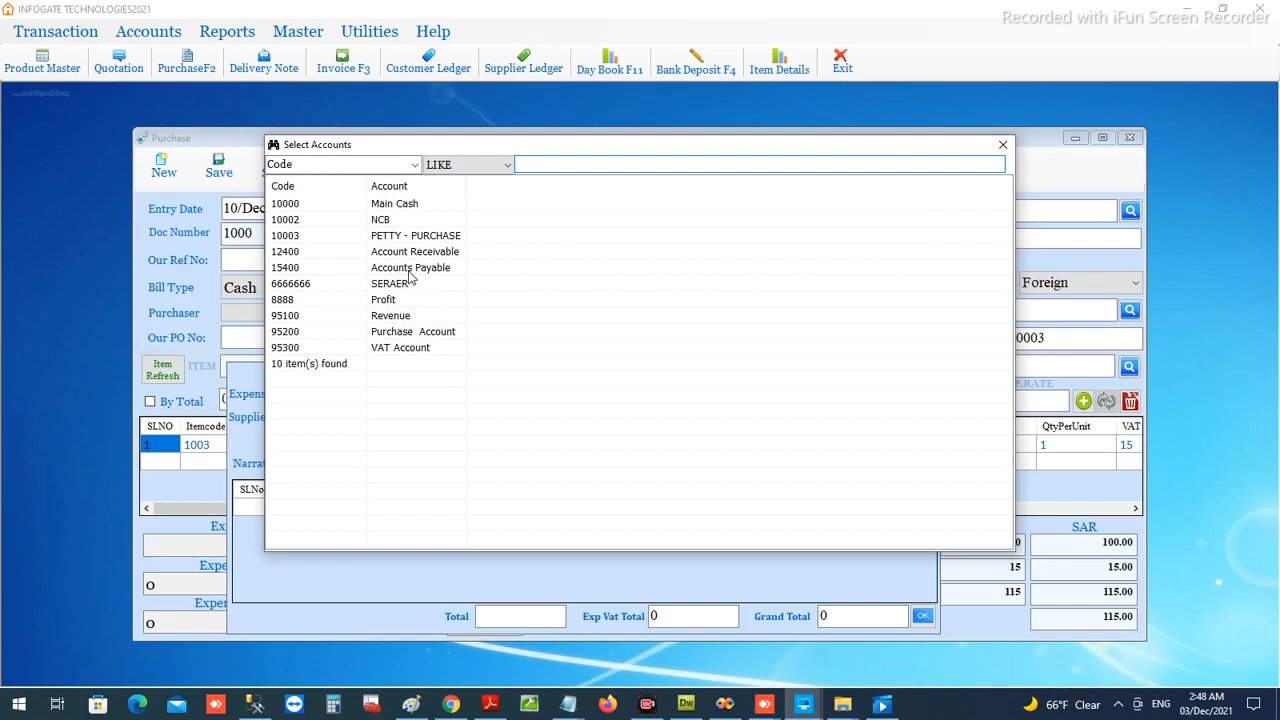 INFOGATE TECHNOLOGIES2021
Recorded with iFun Screen Recorder
Transaction Accounts Reports Master Utilities Help
Product Master Quotation PurchaseF2 Delivery Note Invoice F3 Customer Ledger Supplier Ledger Day Book F11 Bank Deposit F4 Item Details Exit
Purchase
Select Accounts
New Save
Code LIKE
Code Account
10000 Main Cash
10002 NCB
10003 PETTY - PURCHASE
12400 Account Receivable
15400 Accounts Payable
6666666 SERAER
8888 Profit
95100 Revenue
95200 Purchase Account
95300 VAT Account
10 item(s) found
Entry Date 10/Dec
Doc Number 1000
Our Ref No:
Bill Type Cash Foreign
Purchaser
Our PO No: 0003
Item Refresh ITEM
P.RATE
By Total
Expens
Supplie
Narrat
SLNO Itemcode QtyPerUnit VAT
1 1003 1 15
SLNo
Ex SAR
100.00
Expe 15 15.00
0 115 115.00
Exper
0 115.00
Total Exp Vat Total 0 Grand Total 0 OK
66°F Clear ENG 2:48 AM
03/Dec/2021